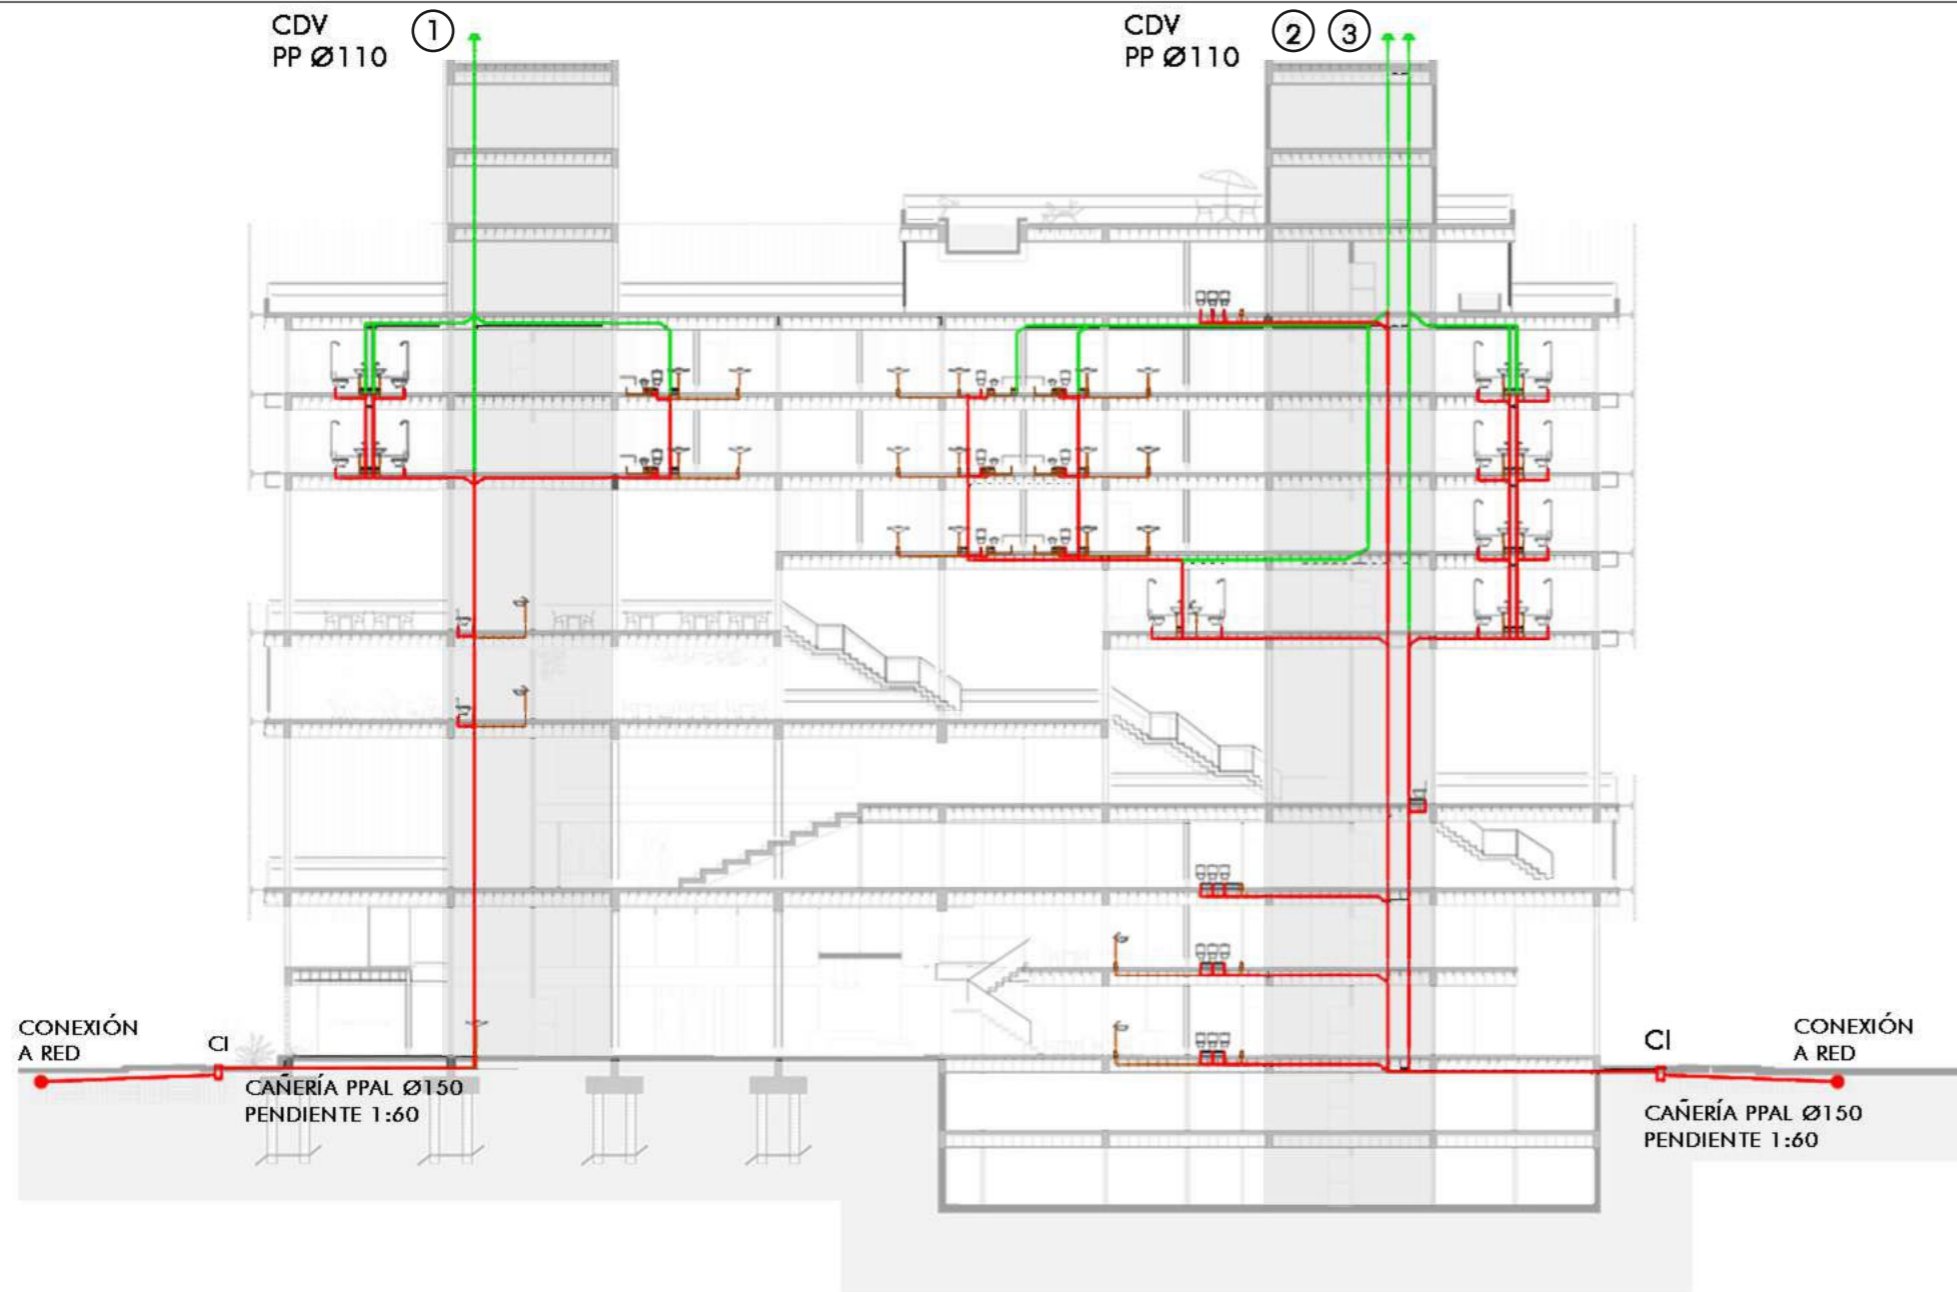 CDV
PP Ø110
1
CDV
PP Ø110
2
3
CONEXIÓN
A RED
CI
CAÑERÍA PPAL Ø150
PENDIENTE 1:60
CI
CONEXIÓN
A RED
CAÑERÍA PPAL Ø150
PENDIENTE 1:60